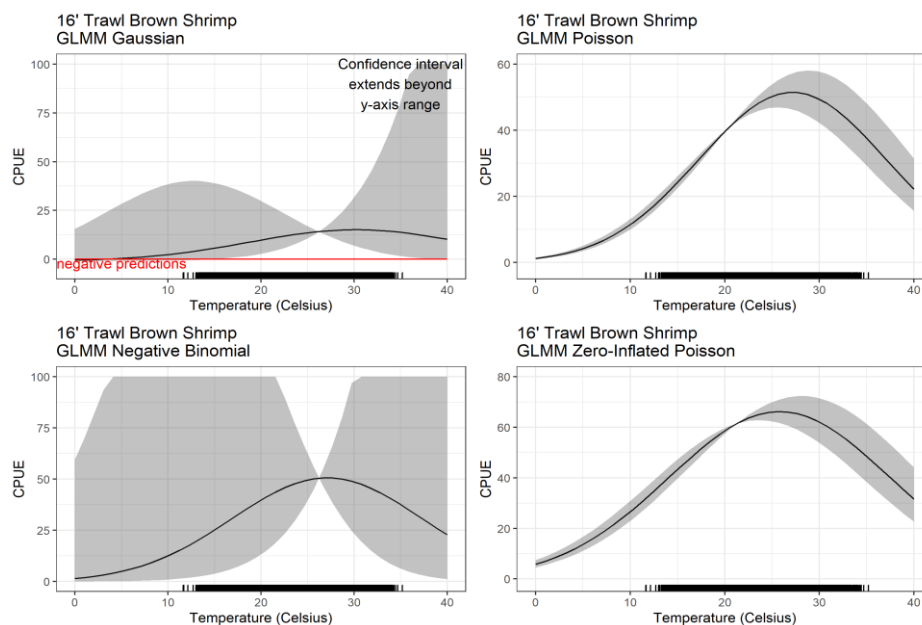 16' Trawl Brown Shrimp
GLMM Gaussian
100
75
50
25
0
CPUE
Confidence interval
extends beyond
y-axis range
negative predictions
0
10
20
30
40
Temperature (Celsius)
16' Trawl Brown Shrimp
GLMM Poisson
60
40
20
0
CPUE
0
10
20
30
40
Temperature (Celsius)
16' Trawl Brown Shrimp
GLMM Negative Binomial
100
75
50
25
0
CPUE
0
10
20
30
40
Temperature (Celsius)
16' Trawl Brown Shrimp
GLMM Zero-Inflated Poisson
80
60
40
20
0
CPUE
0
10
20
30
40
Temperature (Celsius)